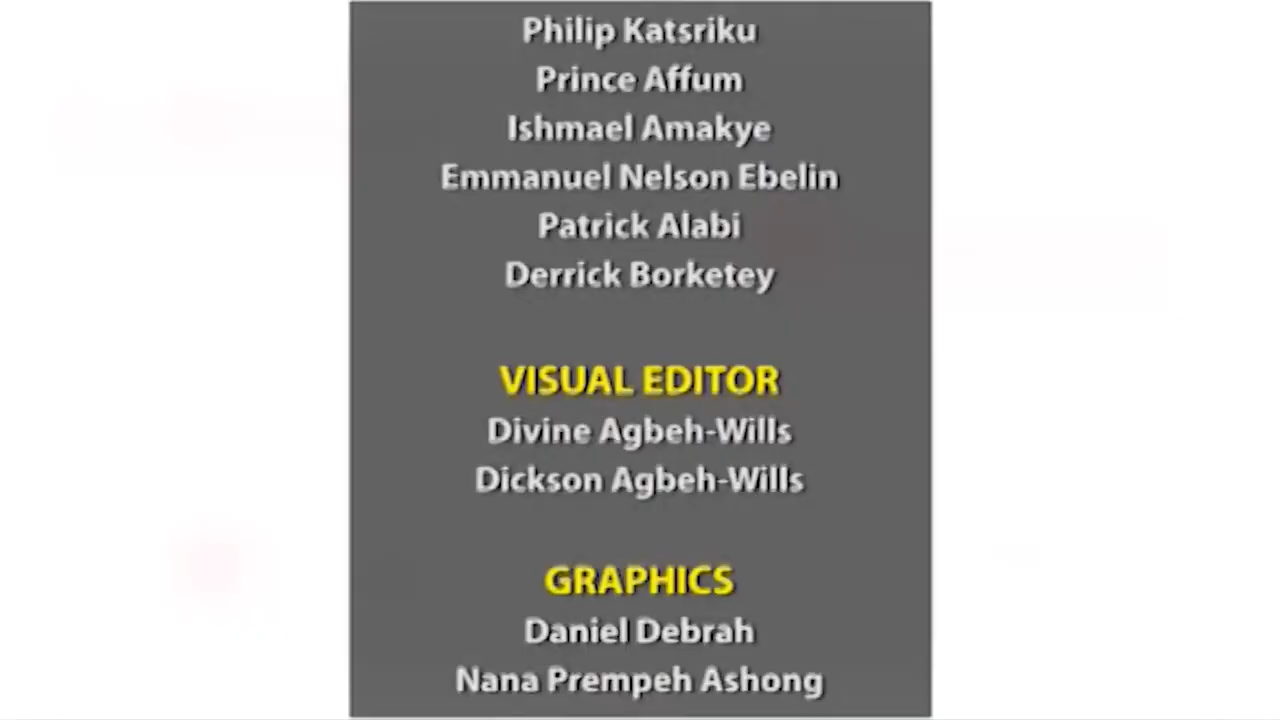 Philip Katsriku
Prince Affum
Ishmael Amakye
Emmanuel Nelson Ebelin
Patrick Alabi
Derrick Borketey
VISUAL EDITOR
Divine Agbeh-Wills
Dickson Agbeh-Wills
GRAPHICS
Daniel Debrah
Nana Prempeh Ashong